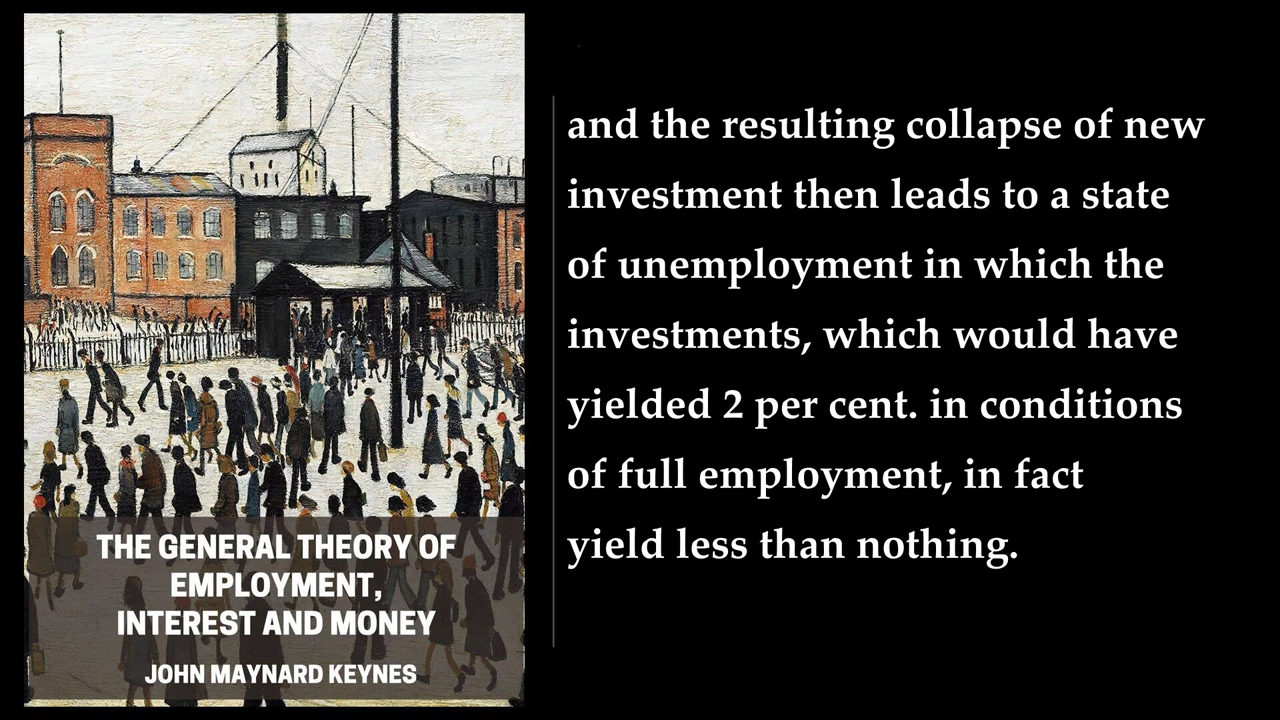 and the resulting collapse of new
investment then leads to a state
of unemployment in which the
investments, which would have
yielded 2 per cent. in conditions
of full employment, in fact
yield less than nothing.
THE GENERAL THEORY OF
EMPLOYMENT,
INTEREST AND MONEY
JOHN MAYNARD KEYNES